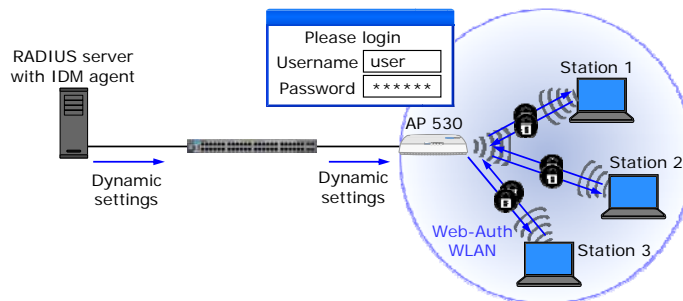 Please login
Username user
Password ******
RADIUS server
with IDM agent
AP 530
Station 1
Station 2
Station 3
Dynamic
settings
Dynamic
settings
Web-Auth
WLAN